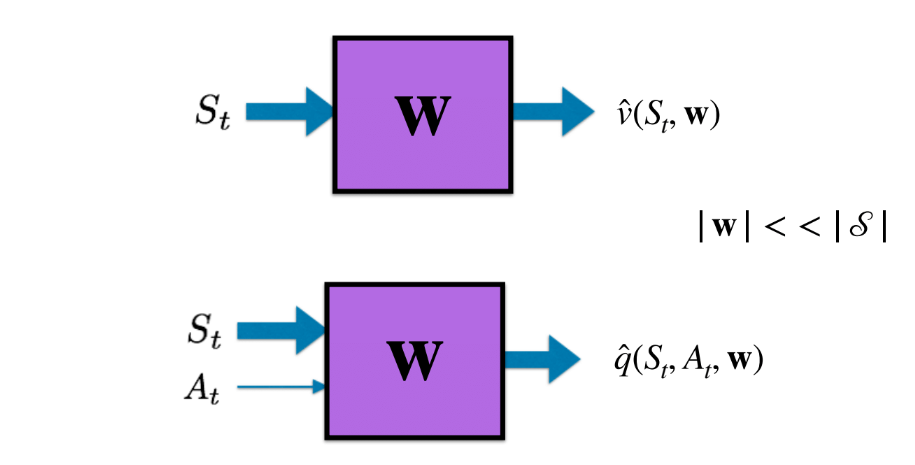 S_t
w
v̂(S_t, w)
|w| < < |𝒮|
S_t
A_t
w
q̂(S_t, A_t, w)